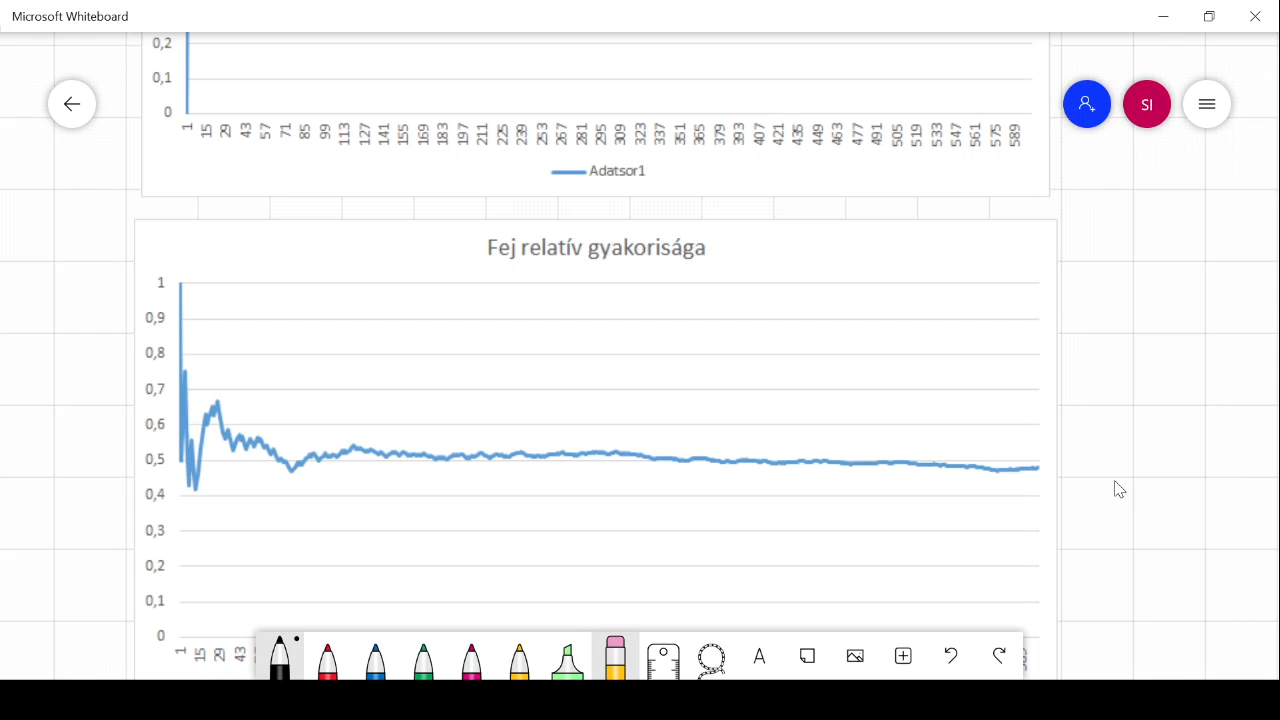 Microsoft Whiteboard
0,2
0,1
0
1 15 29 43 57 71 85 99 113 127 141 155 169 183 197 211 225 239 253 267 281 295 309 323 337 351 365 379 393 407 421 435 449 463 477 491 505 519 533 547 561 575 589
Adatsor1
SI
Fej relatív gyakorisága
1
0,9
0,8
0,7
0,6
0,5
0,4
0,3
0,2
0,1
0
1 15 29 43
A